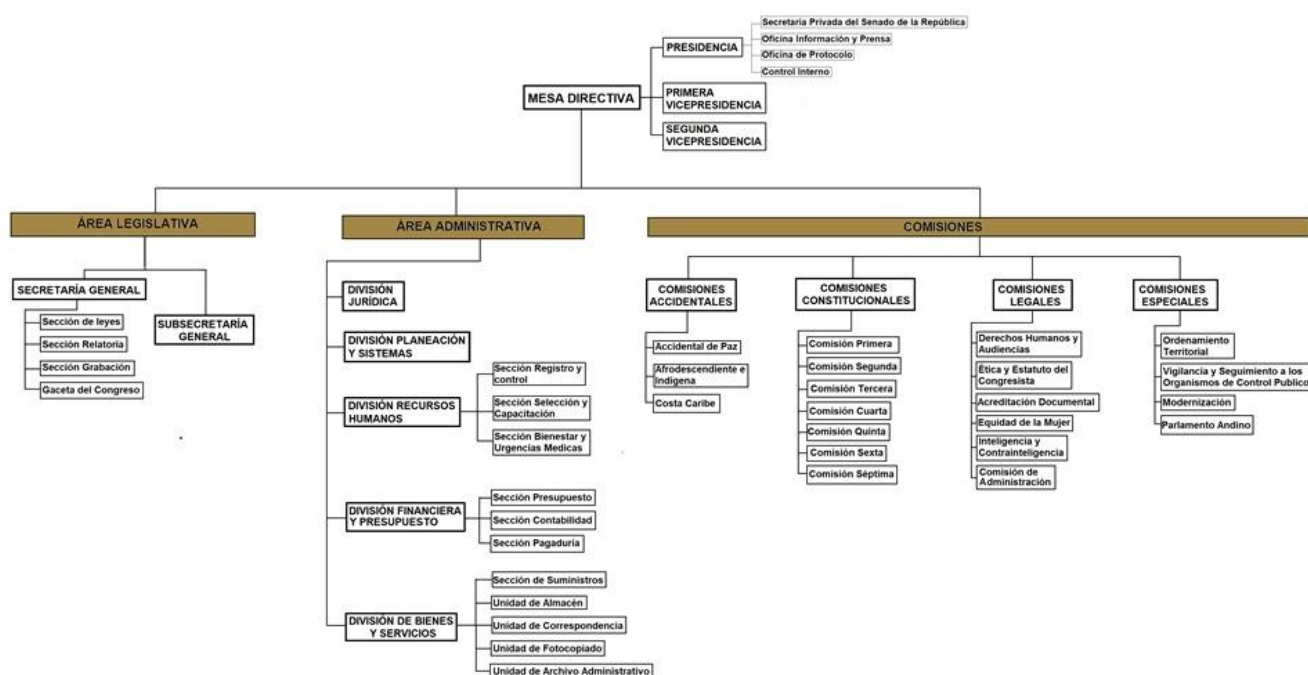 Secretaria Privada del Senado de la República
Oficina Información y Prensa
PRESIDENCIA
Oficina de Protocolo
Control Interno
MESA DIRECTIVA
PRIMERA
VICEPRESIDENCIA
SEGUNDA
VICEPRESIDENCIA
ÁREA LEGISLATIVA
SECRETARÍA GENERAL
Sección de leyes
Sección Relatoria
Sección Grabación
Gaceta del Congreso
SUBSECRETARÍA
GENERAL
ÁREA ADMINISTRATIVA
DIVISIÓN
JURÍDICA
DIVISIÓN PLANEACIÓN
Y SISTEMAS
DIVISIÓN RECURSOS
HUMANOS
Sección Registro y
control
Sección Selección y
Capacitación
Sección Bienestar y
Urgencias Medicas
DIVISIÓN FINANCIERA
Y PRESUPUESTO
Sección Presupuesto
Sección Contabilidad
Sección Pagaduria
DIVISIÓN DE BIENES
Y SERVICIOS
Sección de Suministros
Unidad de Almacén
Unidad de Correspondencia
Unidad de Fotocopiado
Unidad de Archivo Administrativo
COMISIONES
COMISIONES
ACCIDENTALES
Accidental de Paz
Afrodescendiente e
Indígena
Costa Caribe
COMISIONES
CONSTITUCIONALES
Comisión Primera
Comisión Segunda
Comisión Tercera
Comisión Cuarta
Comisión Quinta
Comisión Sexta
Comisión Séptima
COMISIONES
LEGALES
Derechos Humanos y
Audiencias
Ética y Estatuto del
Congresista
Acreditación Documental
Equidad de la Mujer
Inteligencia y
Contrainteligencia
Comisión de
Administración
COMISIONES
ESPECIALES
Ordenamiento
Territorial
Vigilancia y Seguimiento a los
Organismos de Control Publico
Modernización
Parlamento Andino